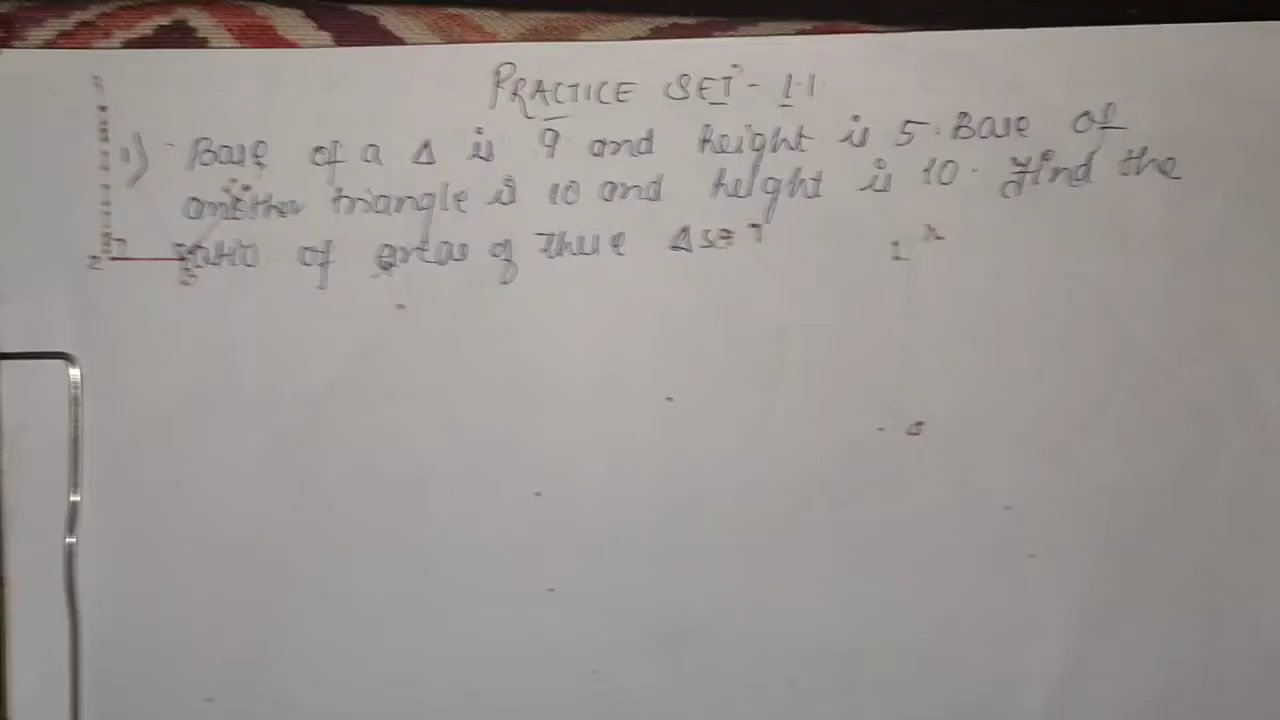 PRACTICE SET - 1.1
1) Base of a Δ is 9 and height is 5. Base of
another triangle is 10 and height is 10. Find the
ratio of areas of these Δs?